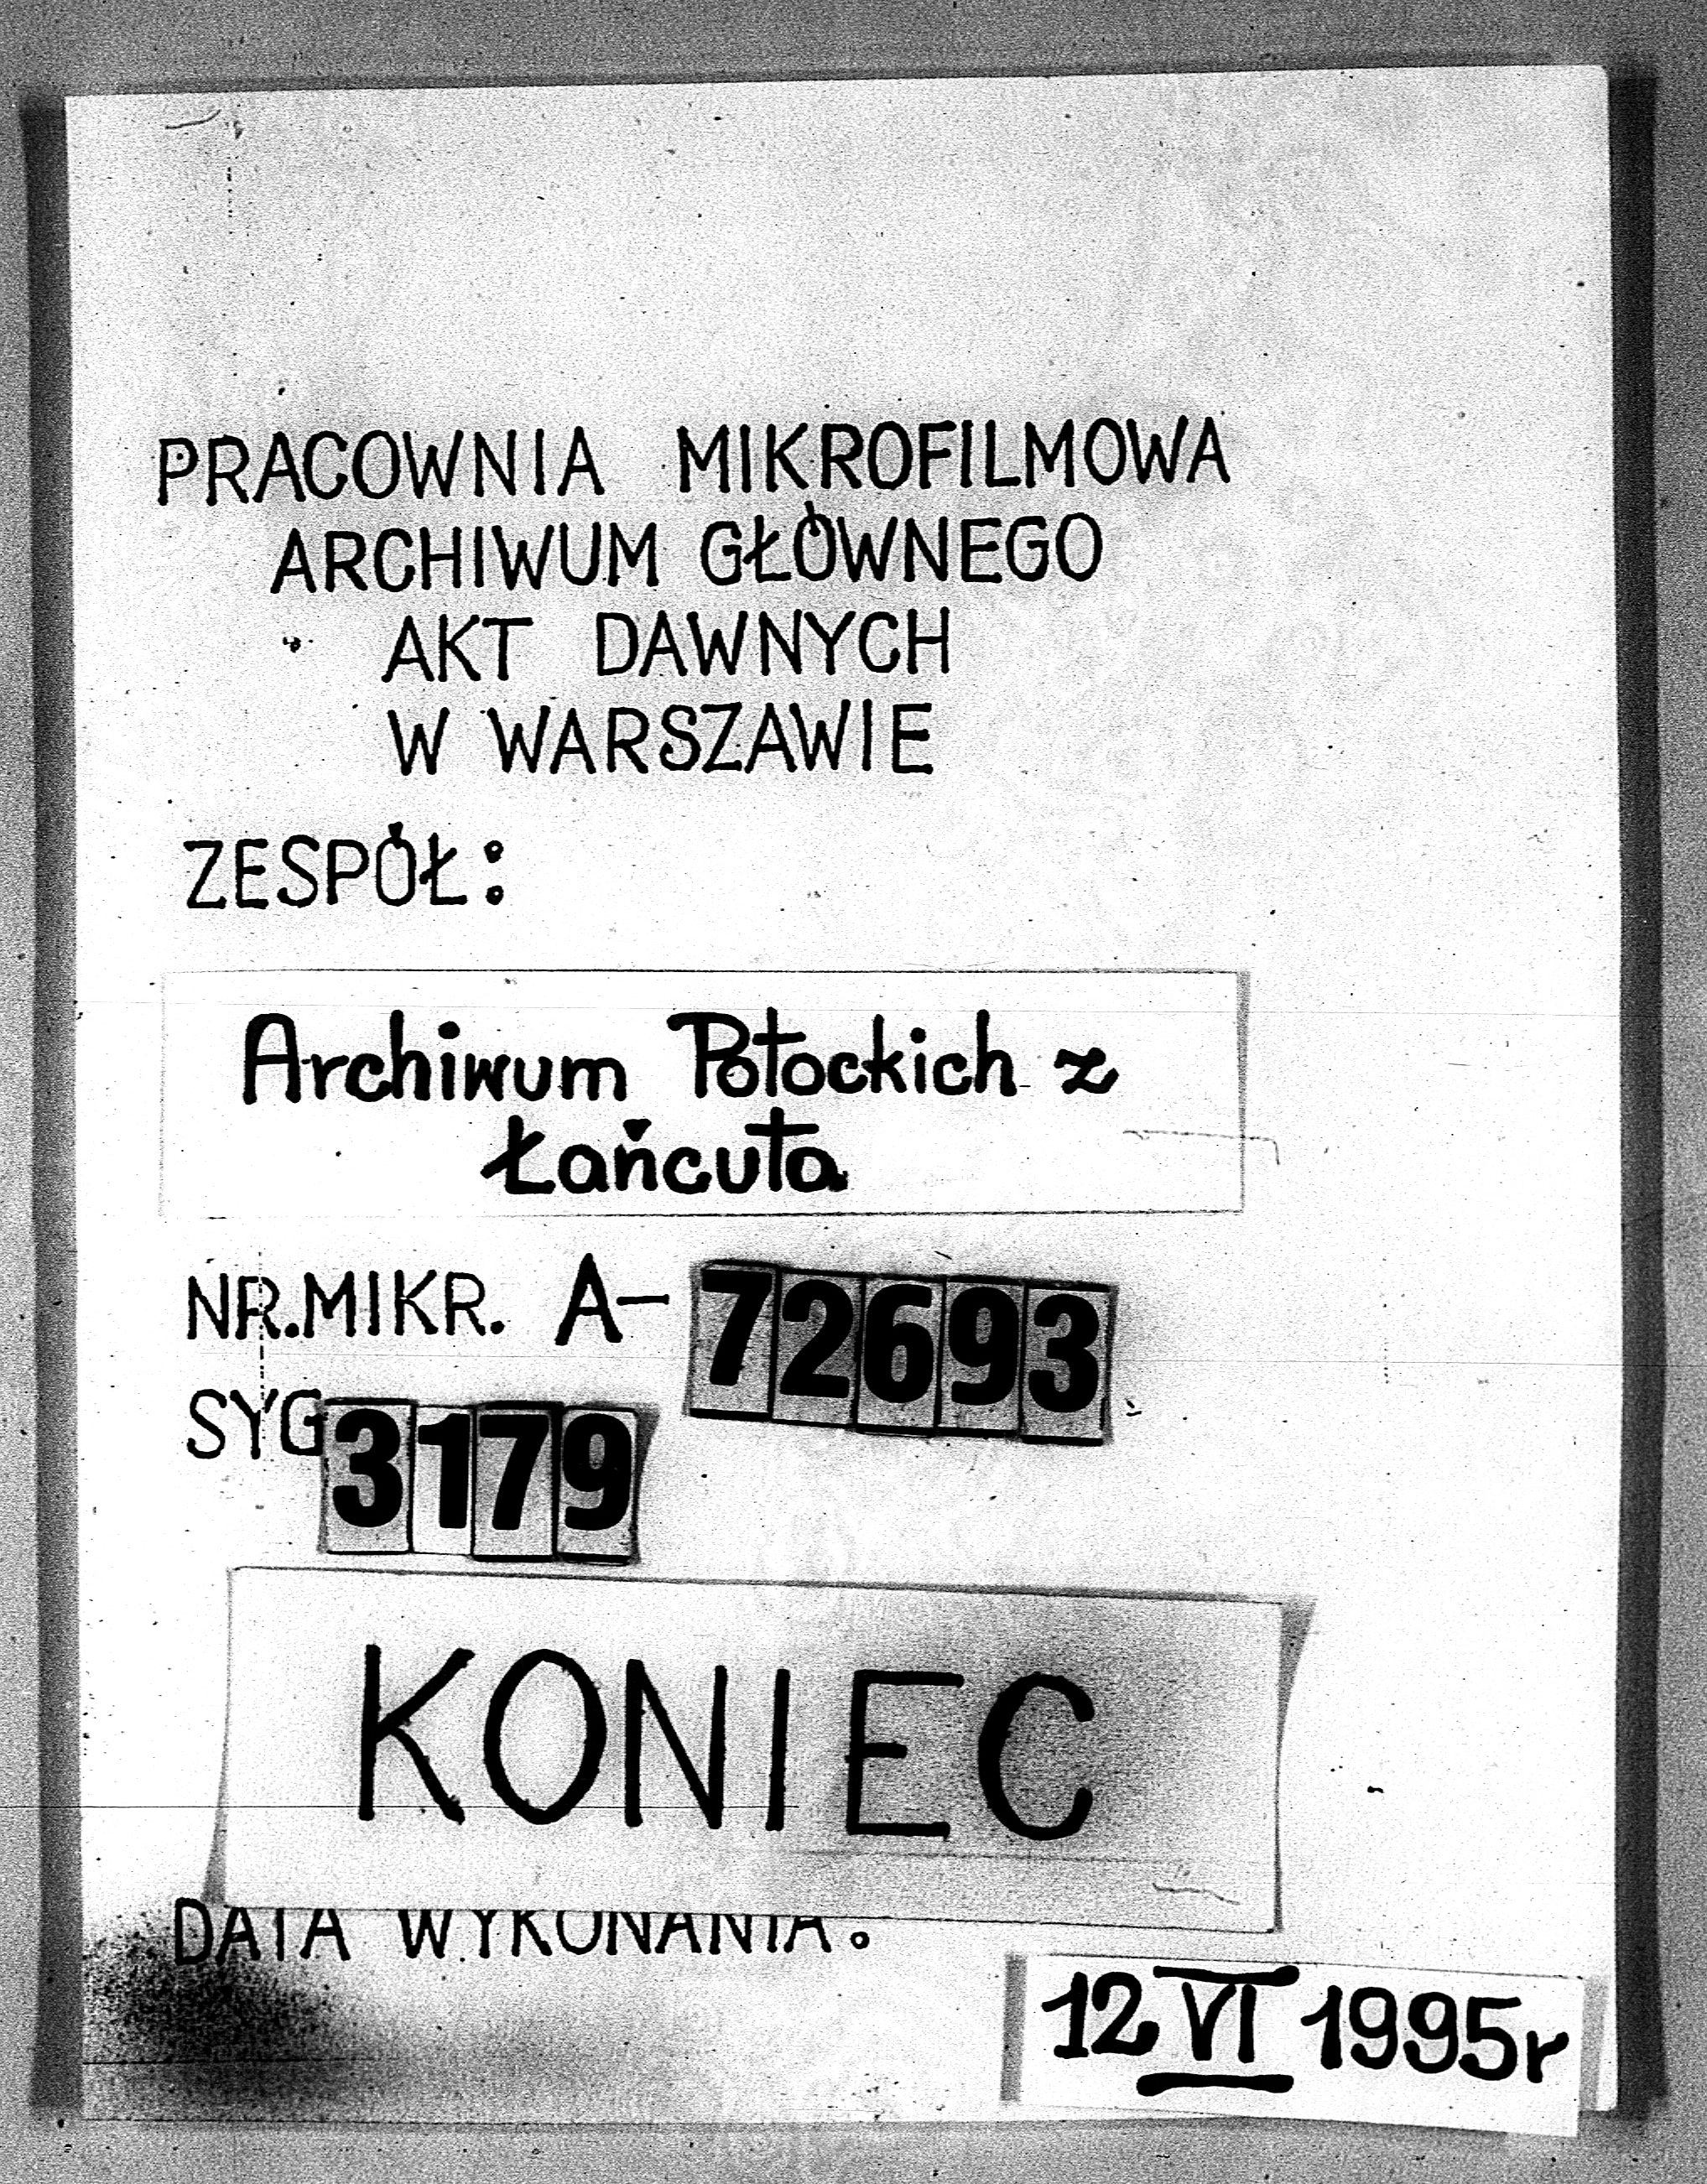 PRACOWNIA MIKROFILMOWA
ARCHIWUM GŁÓWNEGO
AKT DAWNYCH
W WARSZAWIE
ZESPÓŁ:
Archiwum Potockich z
Łańcuta
NR.MIKR. A-72693
SYG 3179
KONIEC
DATA WYKONANIA:
12 VI 1995r